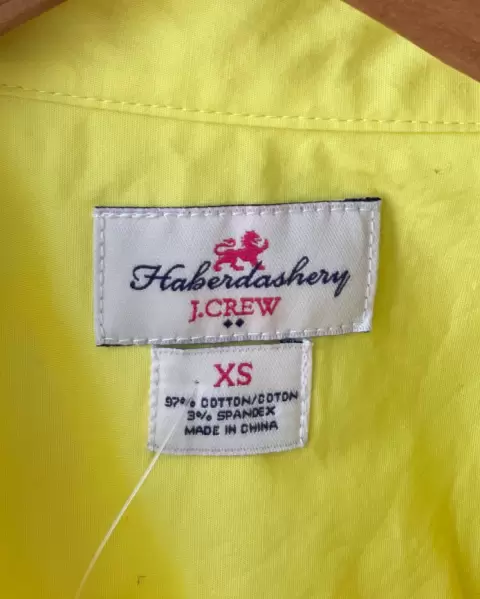 Haberdashery
J.CREW
XS
97% COTTON/COTON
3% SPANDEX
MADE IN CHINA